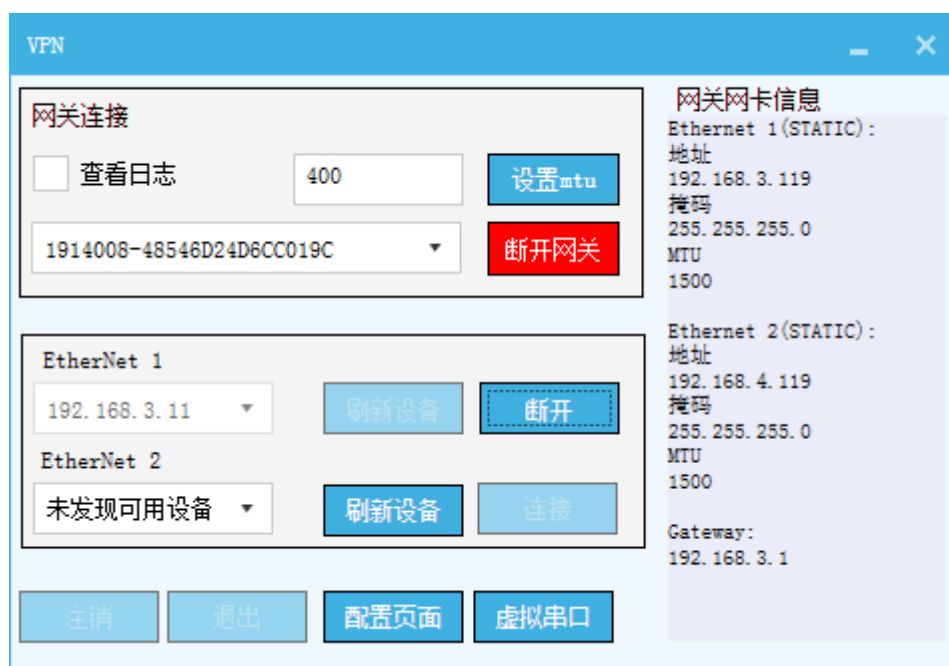 VPN
网关连接
查看日志
400
设置mtu
1914008-48546D24D6CC019C
断开网关
EtherNet 1
192.168.3.11
刷新设备
断开
EtherNet 2
未发现可用设备
刷新设备
连接
注销
退出
配置页面
虚拟串口
网关网卡信息
Ethernet 1(STATIC):
地址
192.168.3.119
掩码
255.255.255.0
MTU
1500
Ethernet 2(STATIC):
地址
192.168.4.119
掩码
255.255.255.0
MTU
1500
Gateway:
192.168.3.1